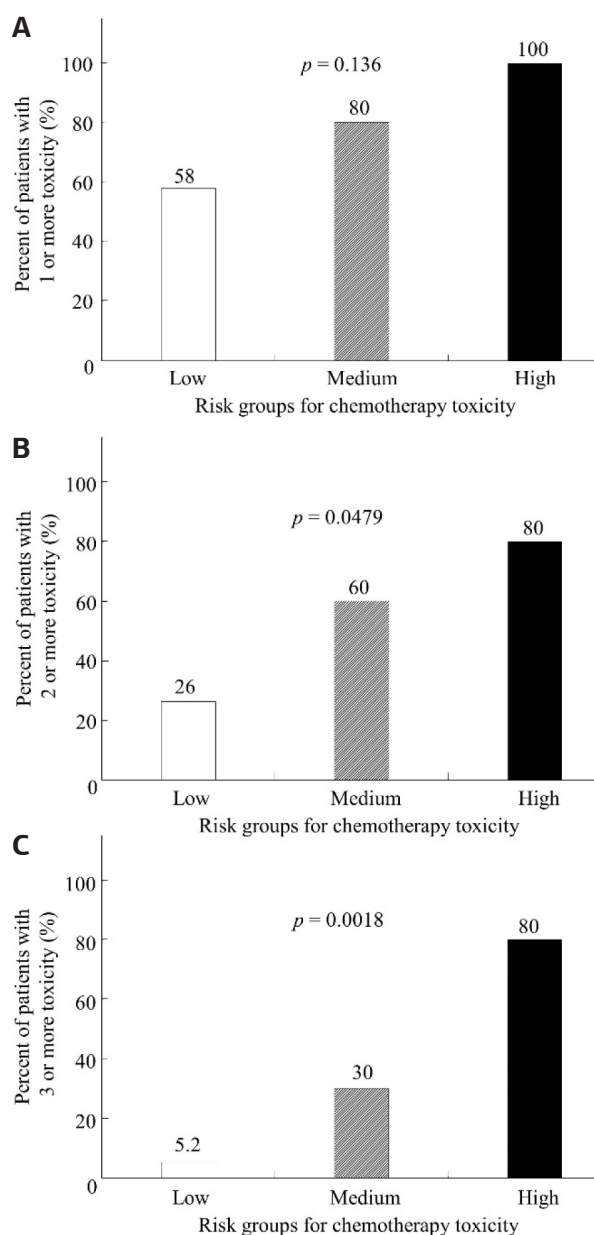 A
Percent of patients with
1 or more toxicity (%)
100
80
60
40
20
0
p = 0.136
58
80
100
Low Medium High
Risk groups for chemotherapy toxicity
B
Percent of patients with
2 or more toxicity (%)
100
80
60
40
20
0
p = 0.0479
26
60
80
Low Medium High
Risk groups for chemotherapy toxicity
C
Percent of patients with
3 or more toxicity (%)
100
80
60
40
20
0
p = 0.0018
5.2
30
80
Low Medium High
Risk groups for chemotherapy toxicity